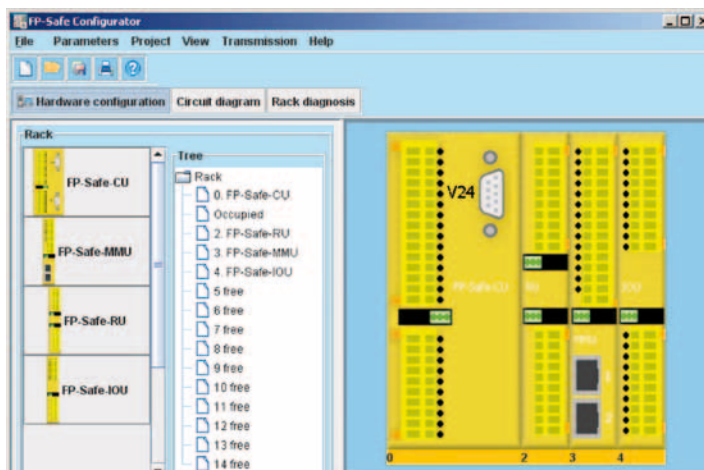 FP-Safe Configurator
File Parameters Project View Transmission Help
Hardware configuration Circuit diagram Rack diagnosis
Rack
FP-Safe-CU
FP-Safe-MMU
FP-Safe-RU
FP-Safe-IOU
Tree
Rack
0. FP-Safe-CU
Occupied
2. FP-Safe-RU
3. FP-Safe-MMU
4. FP-Safe-IOU
5 free
6 free
7 free
8 free
9 free
10 free
11 free
12 free
13 free
14 free
V24
FP-Safe-CU
RU
IOU
MMU
1
2
0 2 3 4